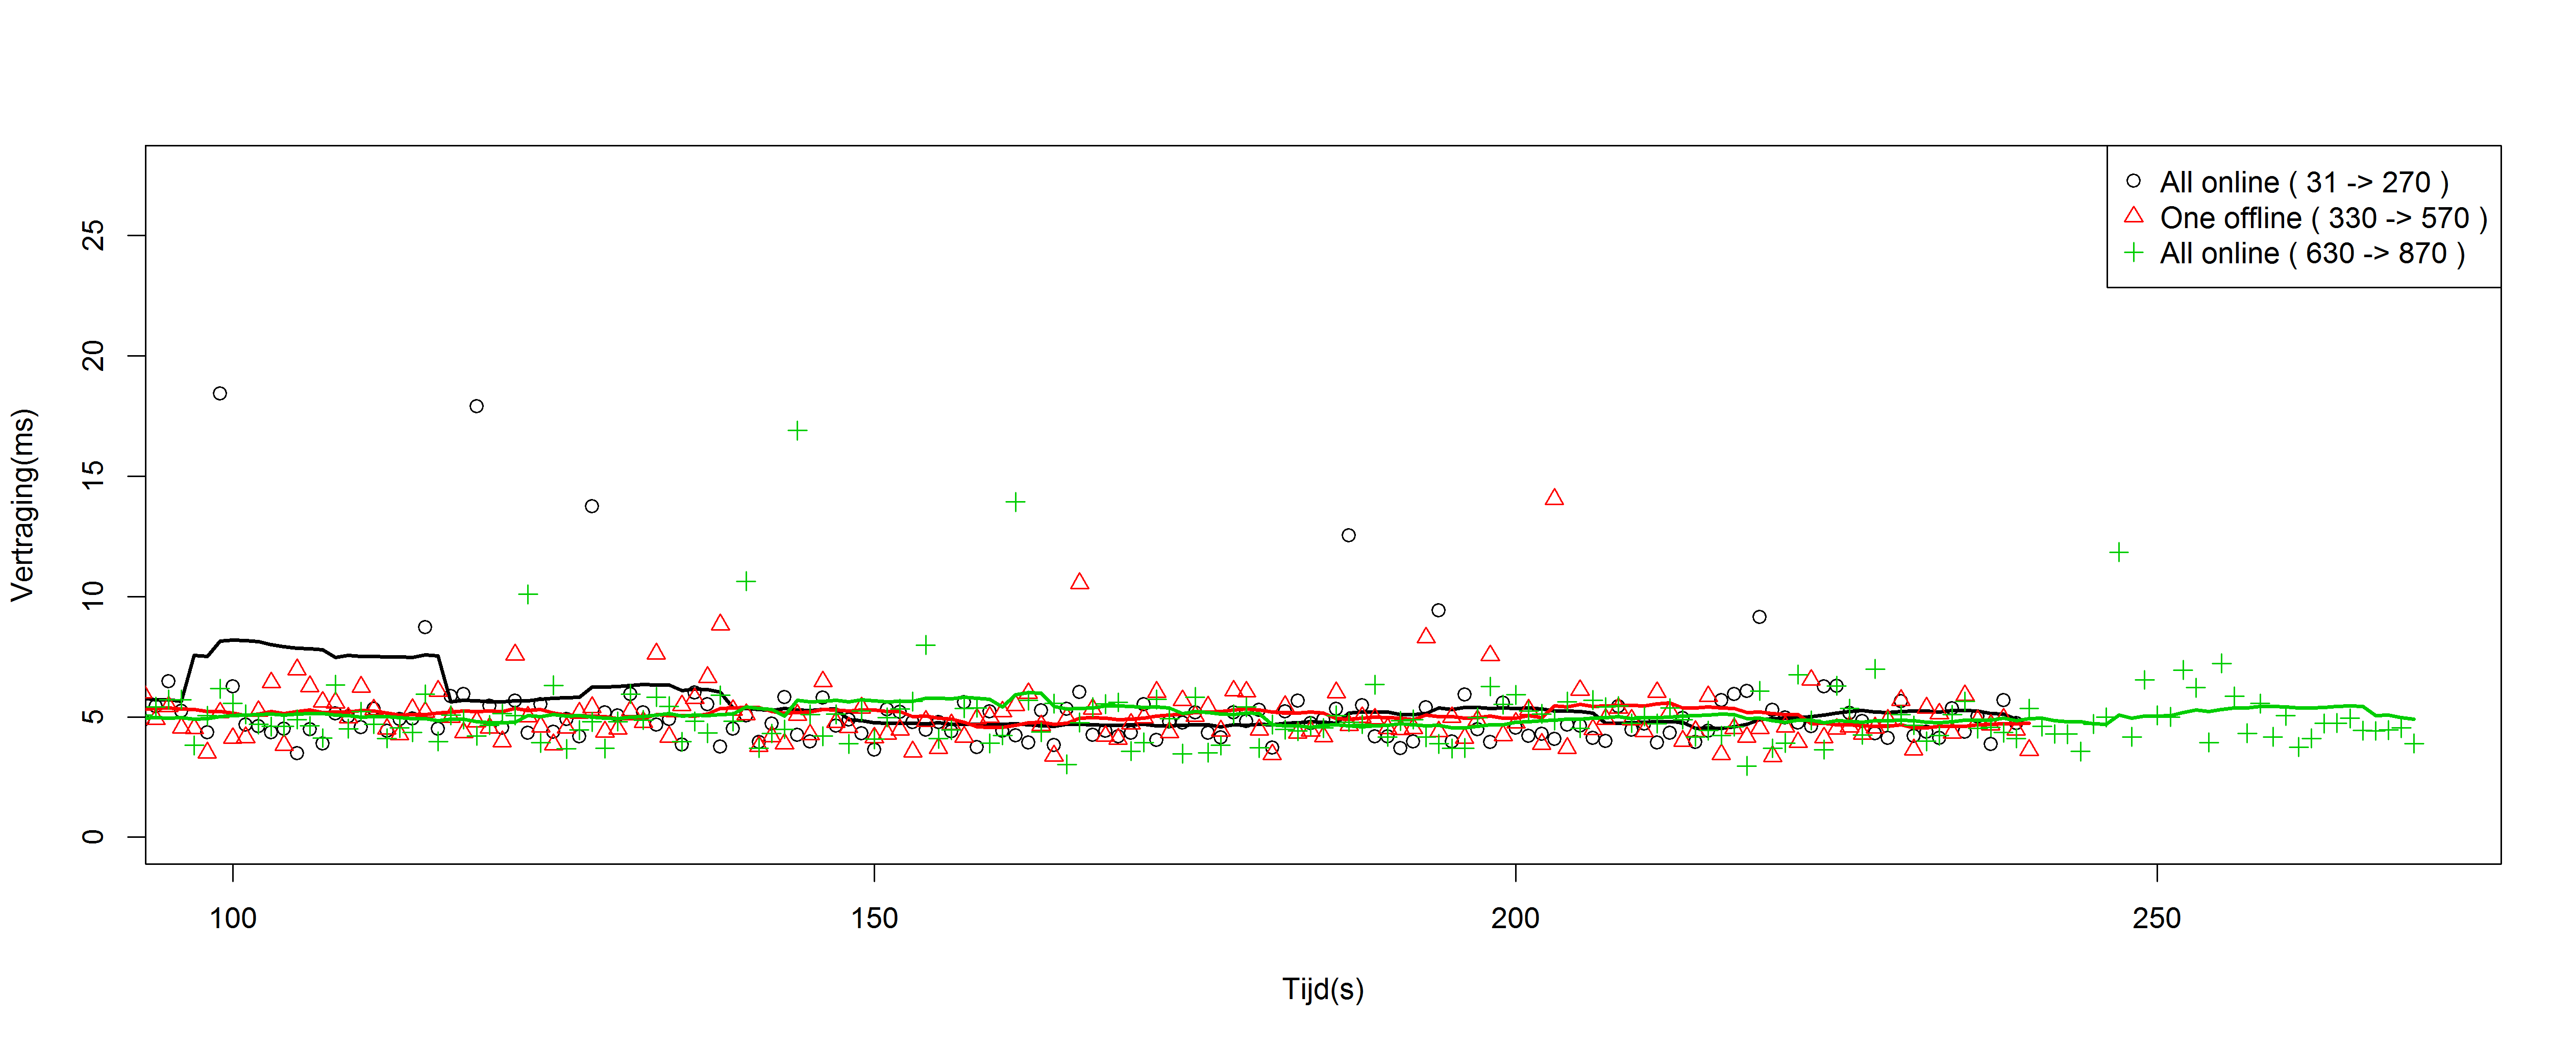 All online ( 31 -> 270 )
One offline ( 330 -> 570 )
All online ( 630 -> 870 )
Vertraging(ms)
25
20
15
10
5
0
100
150
200
250
Tijd(s)